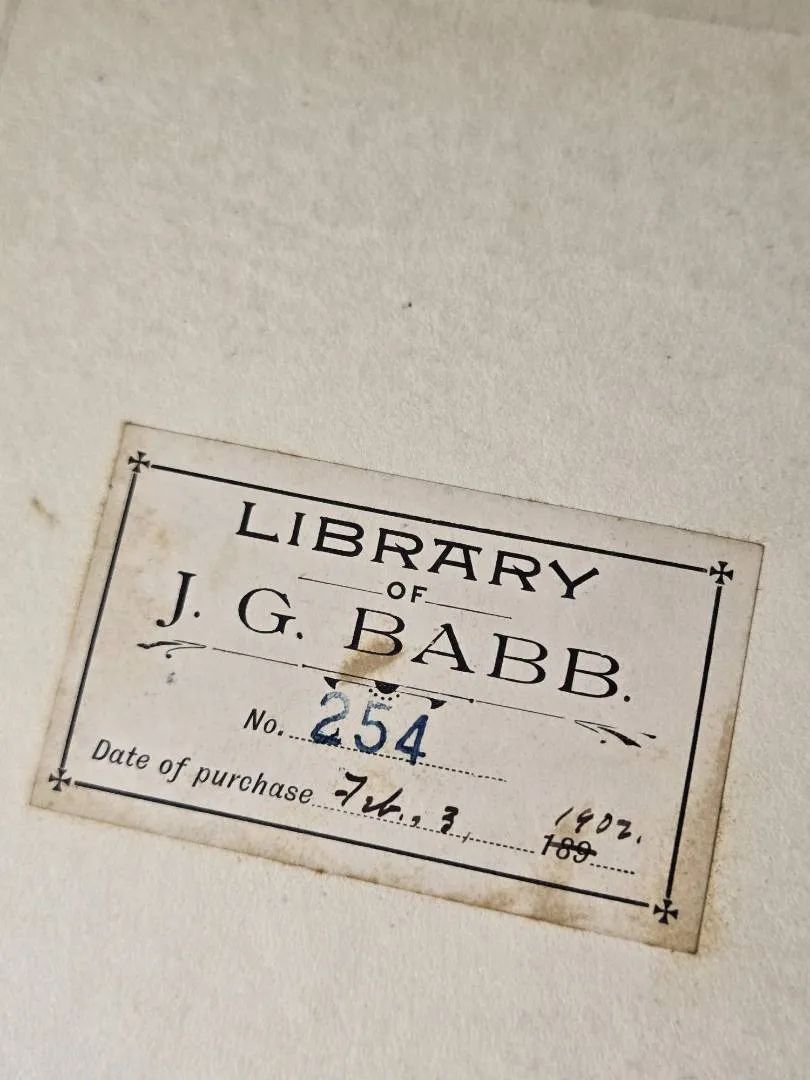 LIBRARY
OF
J. G. BABB.
No. 254
Date of purchase Feb., 3, 1902.
189